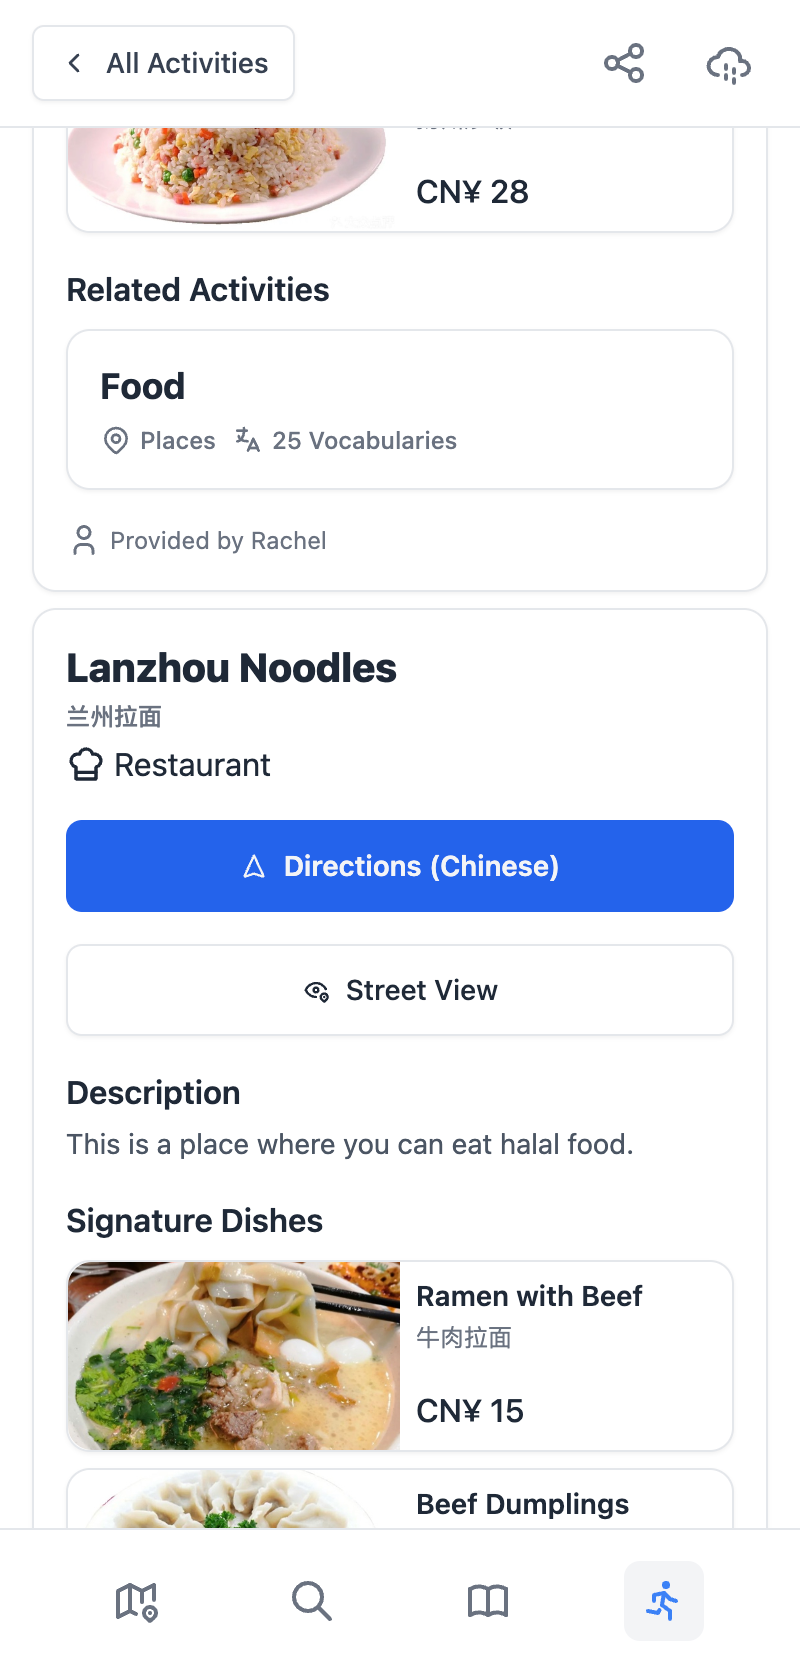 All Activities
CN¥ 28
Related Activities
Food
Places 25 Vocabularies
Provided by Rachel
Lanzhou Noodles
兰州拉面
Restaurant
Directions (Chinese)
Street View
Description
This is a place where you can eat halal food.
Signature Dishes
Ramen with Beef
牛肉拉面
CN¥ 15
Beef Dumplings